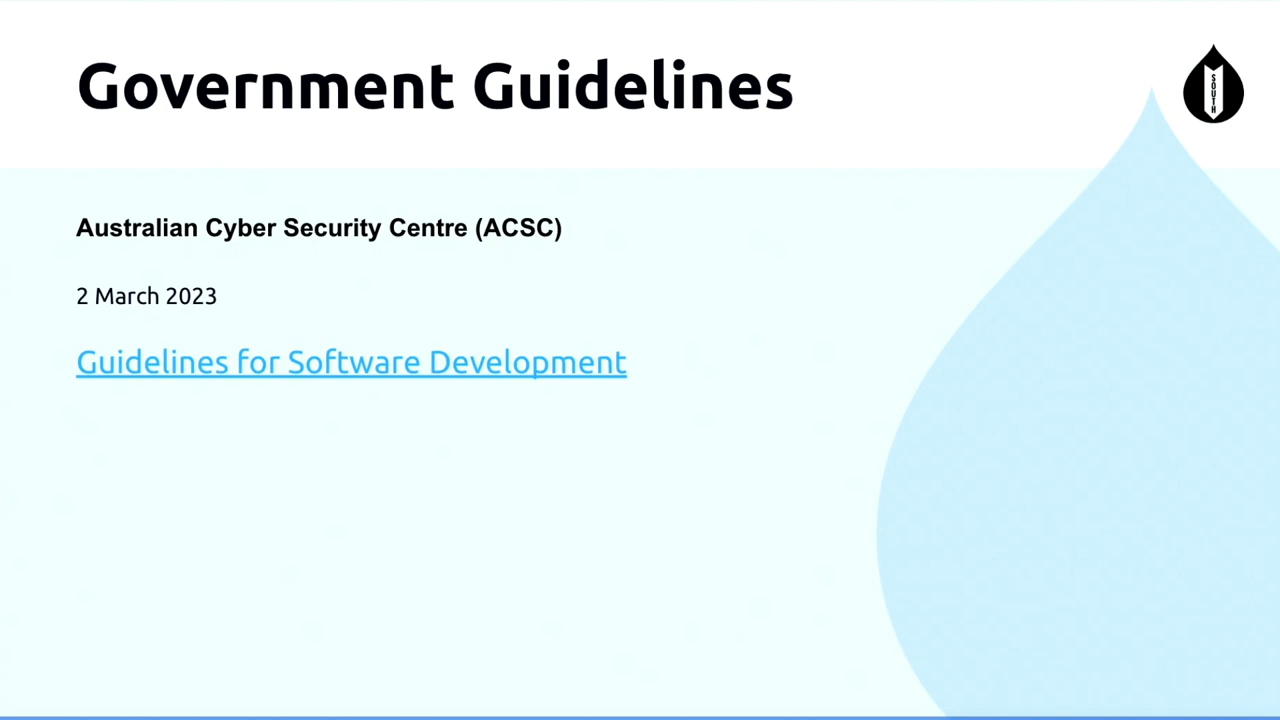 Government Guidelines
SOUTH
Australian Cyber Security Centre (ACSC)
2 March 2023
Guidelines for Software Development